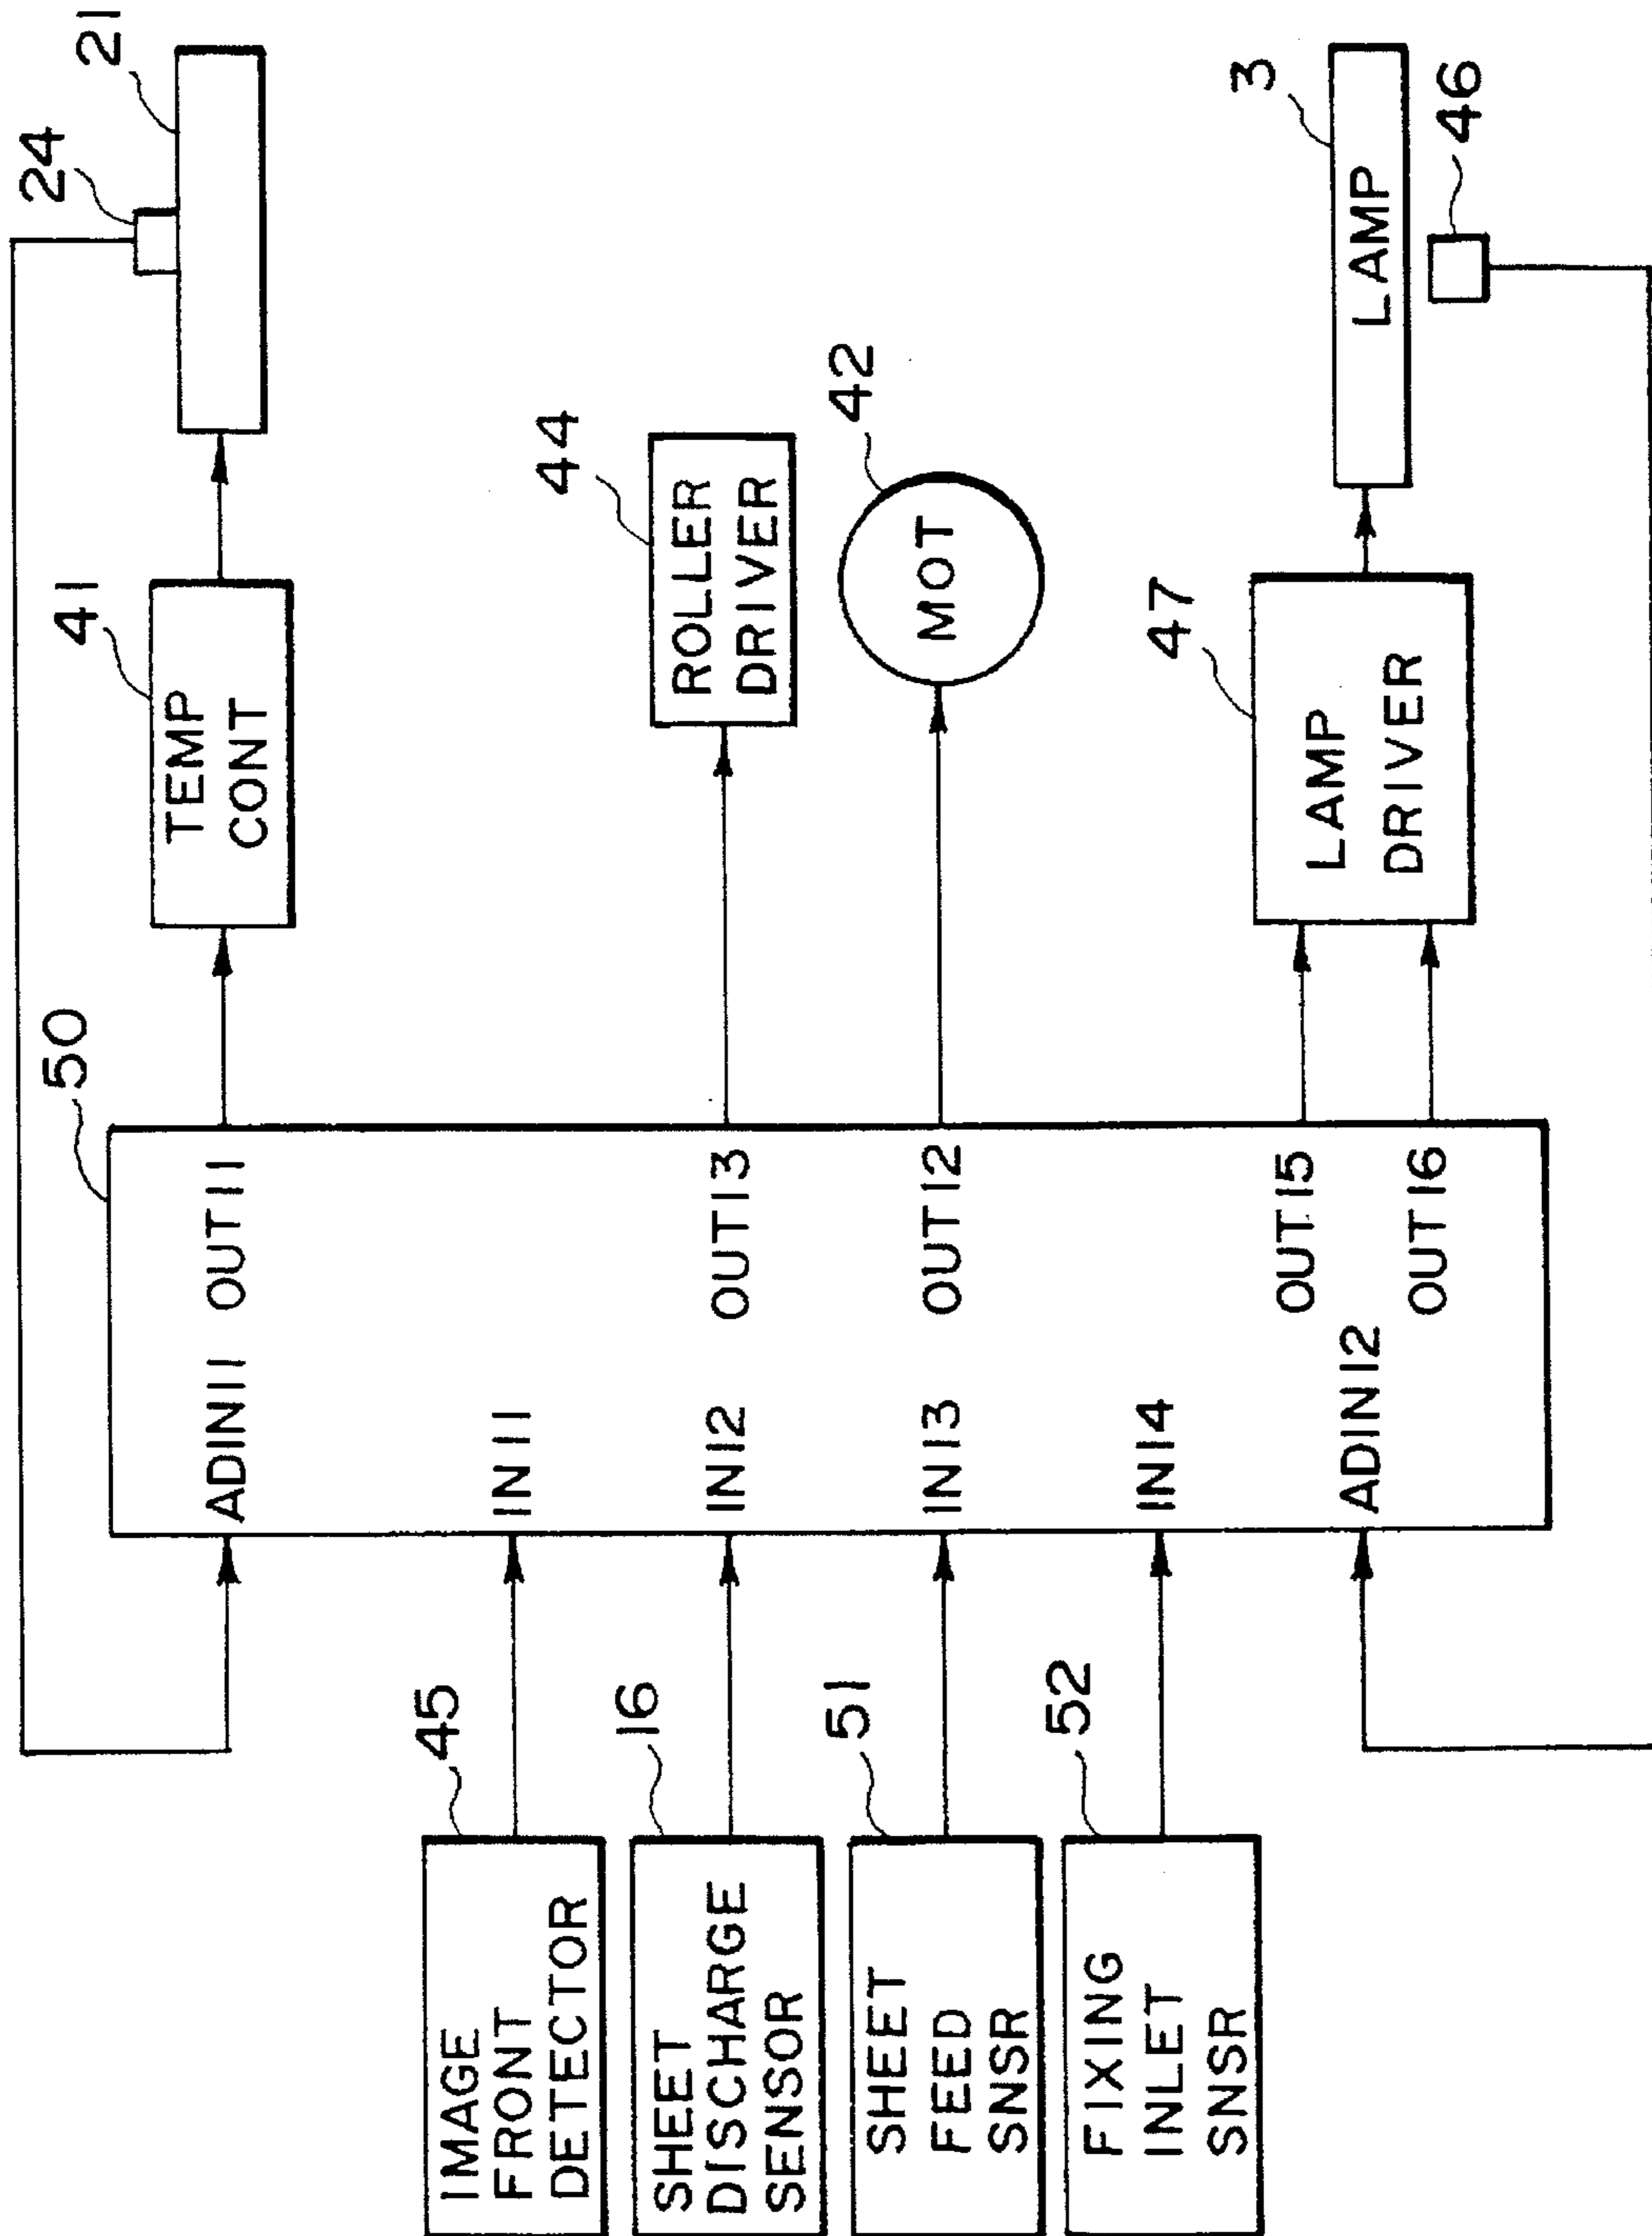 24
21
41
TEMP
CONT
50
ADIN11
OUT11
45
IMAGE
FRONT
DETECTOR
IN11
16
SHEET
DISCHARGE
SENSOR
IN12
OUT13
44
ROLLER
DRIVER
51
SHEET
FEED
SNSR
IN13
OUT12
42
MOT
52
FIXING
INLET
SNSR
IN14
ADIN12
OUT15
OUT16
47
LAMP
DRIVER
3
LAMP
46